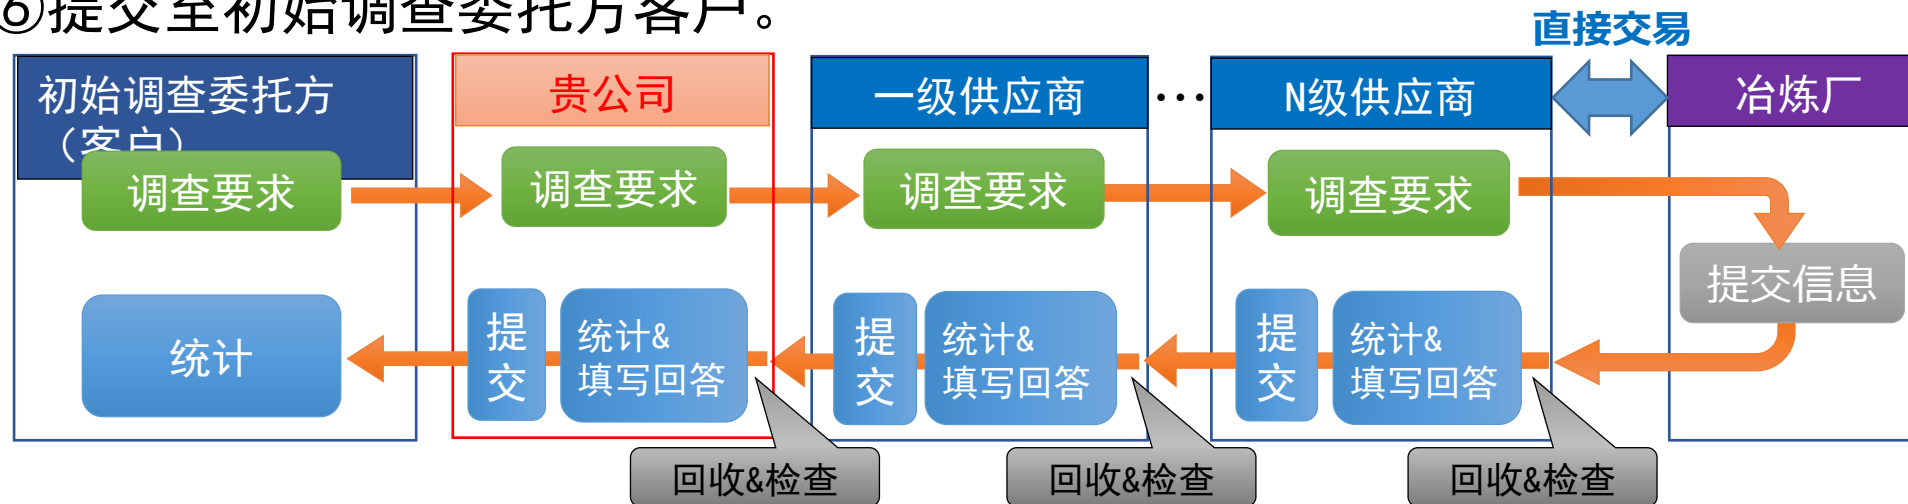 ⑥提交至初始调查委托方客户。
直接交易
初始调查委托方
（客户）
贵公司
一级供应商
···
N级供应商
冶炼厂
调查要求
调查要求
调查要求
调查要求
提交信息
统计
提交
统计&
填写回答
提交
统计&
填写回答
提交
统计&
填写回答
回收&检查
回收&检查
回收&检查